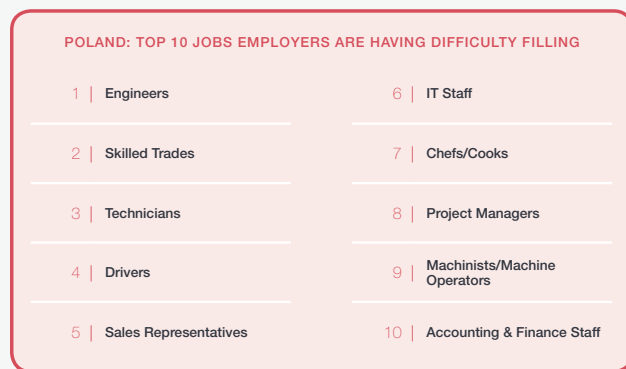 POLAND: TOP 10 JOBS EMPLOYERS ARE HAVING DIFFICULTY FILLING
1 | Engineers
2 | Skilled Trades
3 | Technicians
4 | Drivers
5 | Sales Representatives
6 | IT Staff
7 | Chefs/Cooks
8 | Project Managers
9 | Machinists/Machine
Operators
10 | Accounting & Finance Staff